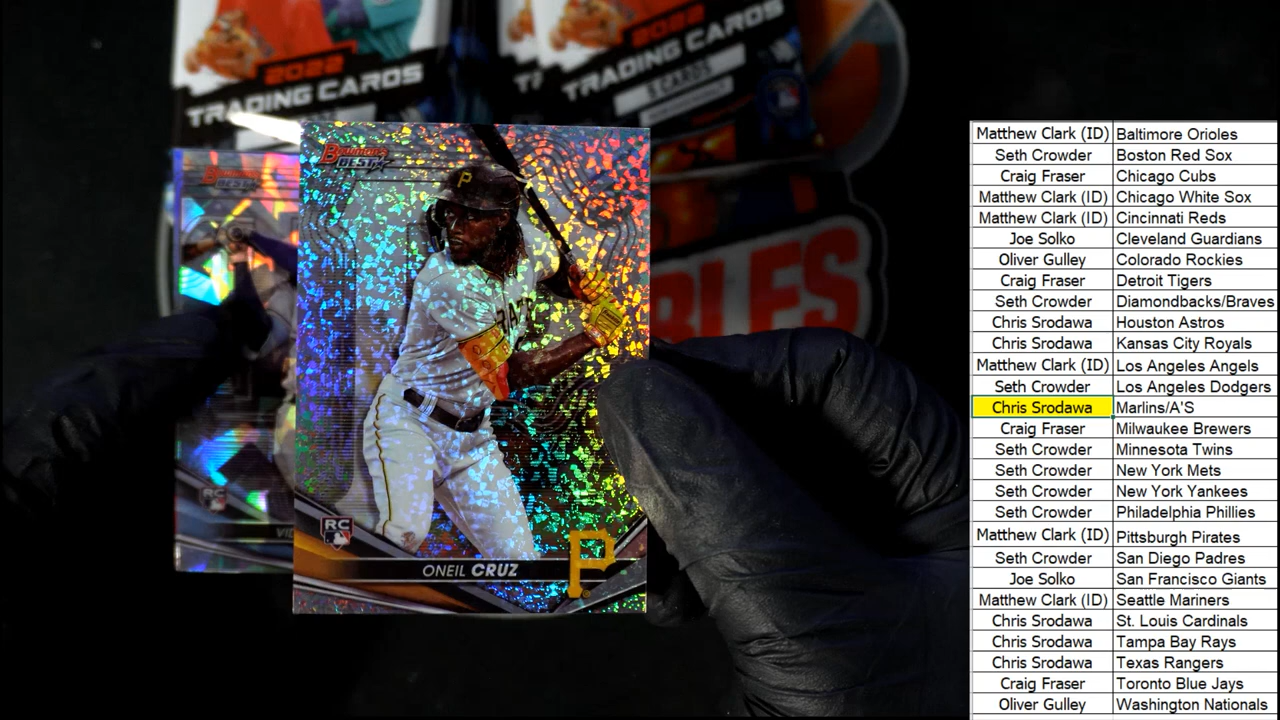 2022
TRADING CARDS
2022
TRADING CARDS
5 CARDS
Bowman's
BEST
Bowman's
BEST
P
RC
ONEIL CRUZ
P
RC
BLES
Matthew Clark (ID) Baltimore Orioles
Seth Crowder Boston Red Sox
Craig Fraser Chicago Cubs
Matthew Clark (ID) Chicago White Sox
Matthew Clark (ID) Cincinnati Reds
Joe Solko Cleveland Guardians
Oliver Gulley Colorado Rockies
Craig Fraser Detroit Tigers
Seth Crowder Diamondbacks/Braves
Chris Srodawa Houston Astros
Chris Srodawa Kansas City Royals
Matthew Clark (ID) Los Angeles Angels
Seth Crowder Los Angeles Dodgers
Chris Srodawa Marlins/A'S
Craig Fraser Milwaukee Brewers
Seth Crowder Minnesota Twins
Seth Crowder New York Mets
Seth Crowder New York Yankees
Seth Crowder Philadelphia Phillies
Matthew Clark (ID) Pittsburgh Pirates
Seth Crowder San Diego Padres
Joe Solko San Francisco Giants
Matthew Clark (ID) Seattle Mariners
Chris Srodawa St. Louis Cardinals
Chris Srodawa Tampa Bay Rays
Chris Srodawa Texas Rangers
Craig Fraser Toronto Blue Jays
Oliver Gulley Washington Nationals